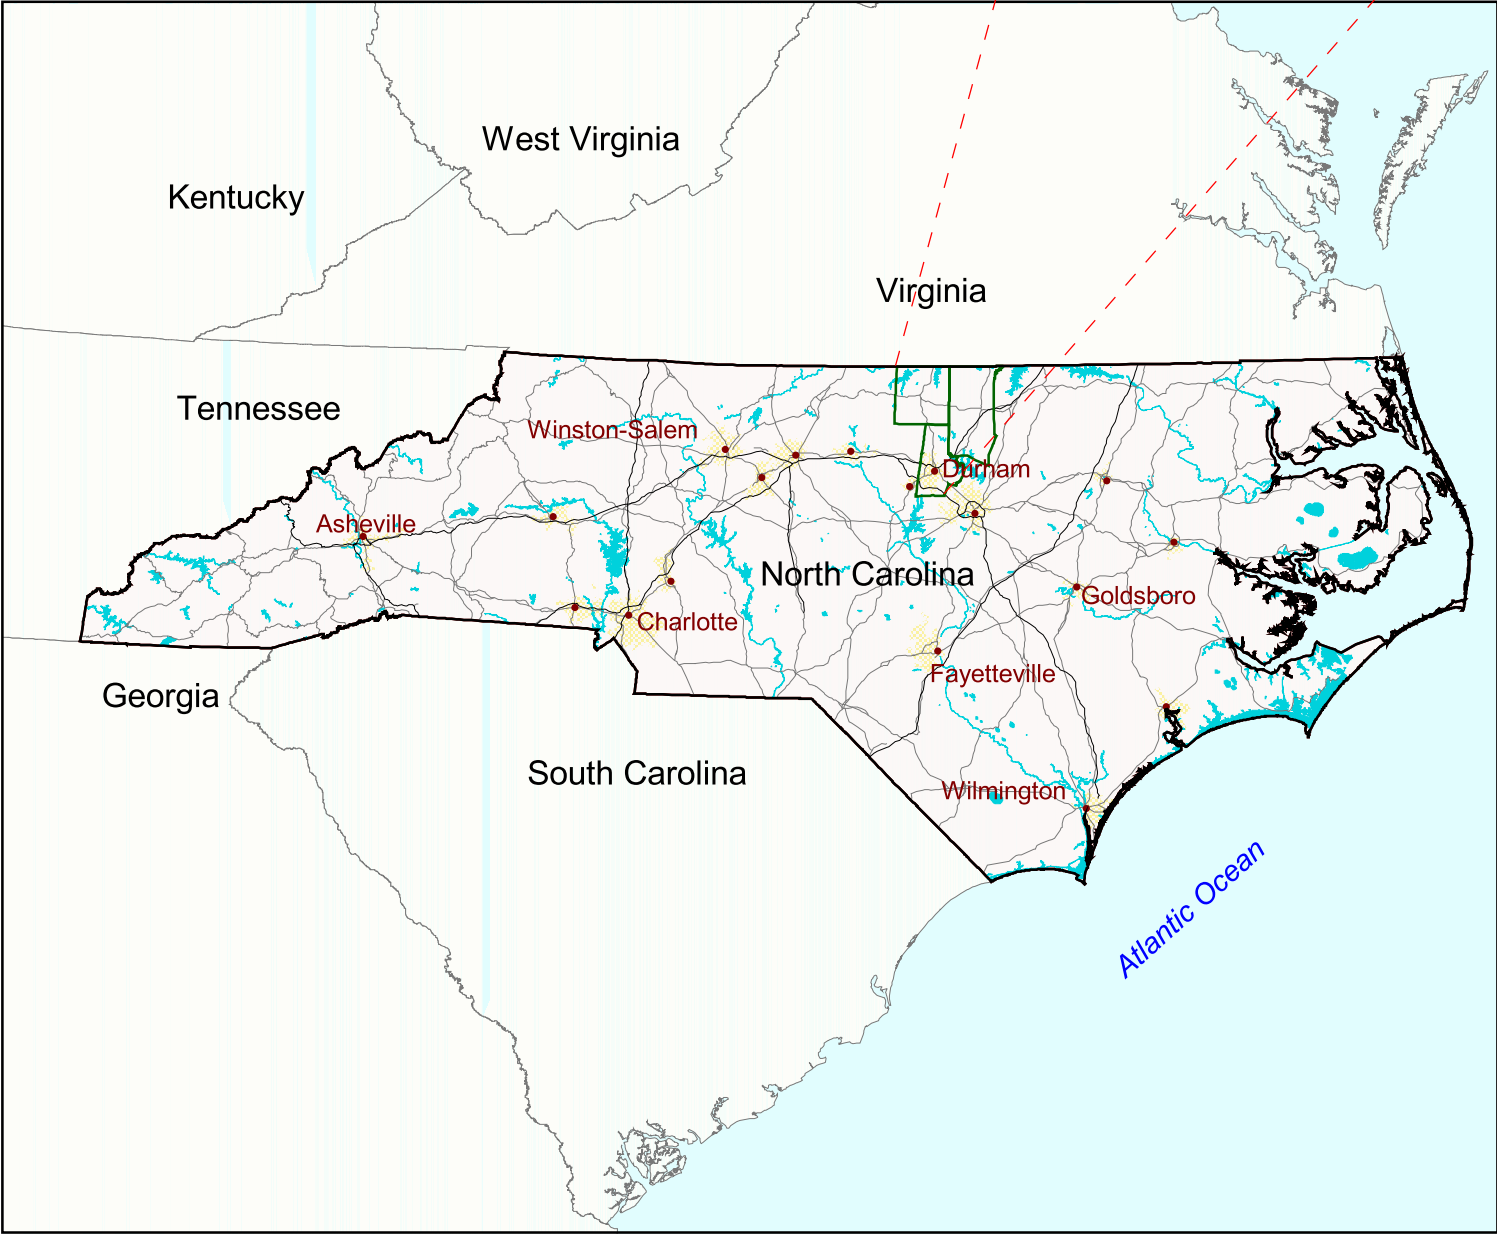 West Virginia
Kentucky
Virginia
Tennessee
Winston-Salem
Durham
Asheville
North Carolina
Goldsboro
Charlotte
Fayetteville
Georgia
South Carolina
Wilmington
Atlantic Ocean